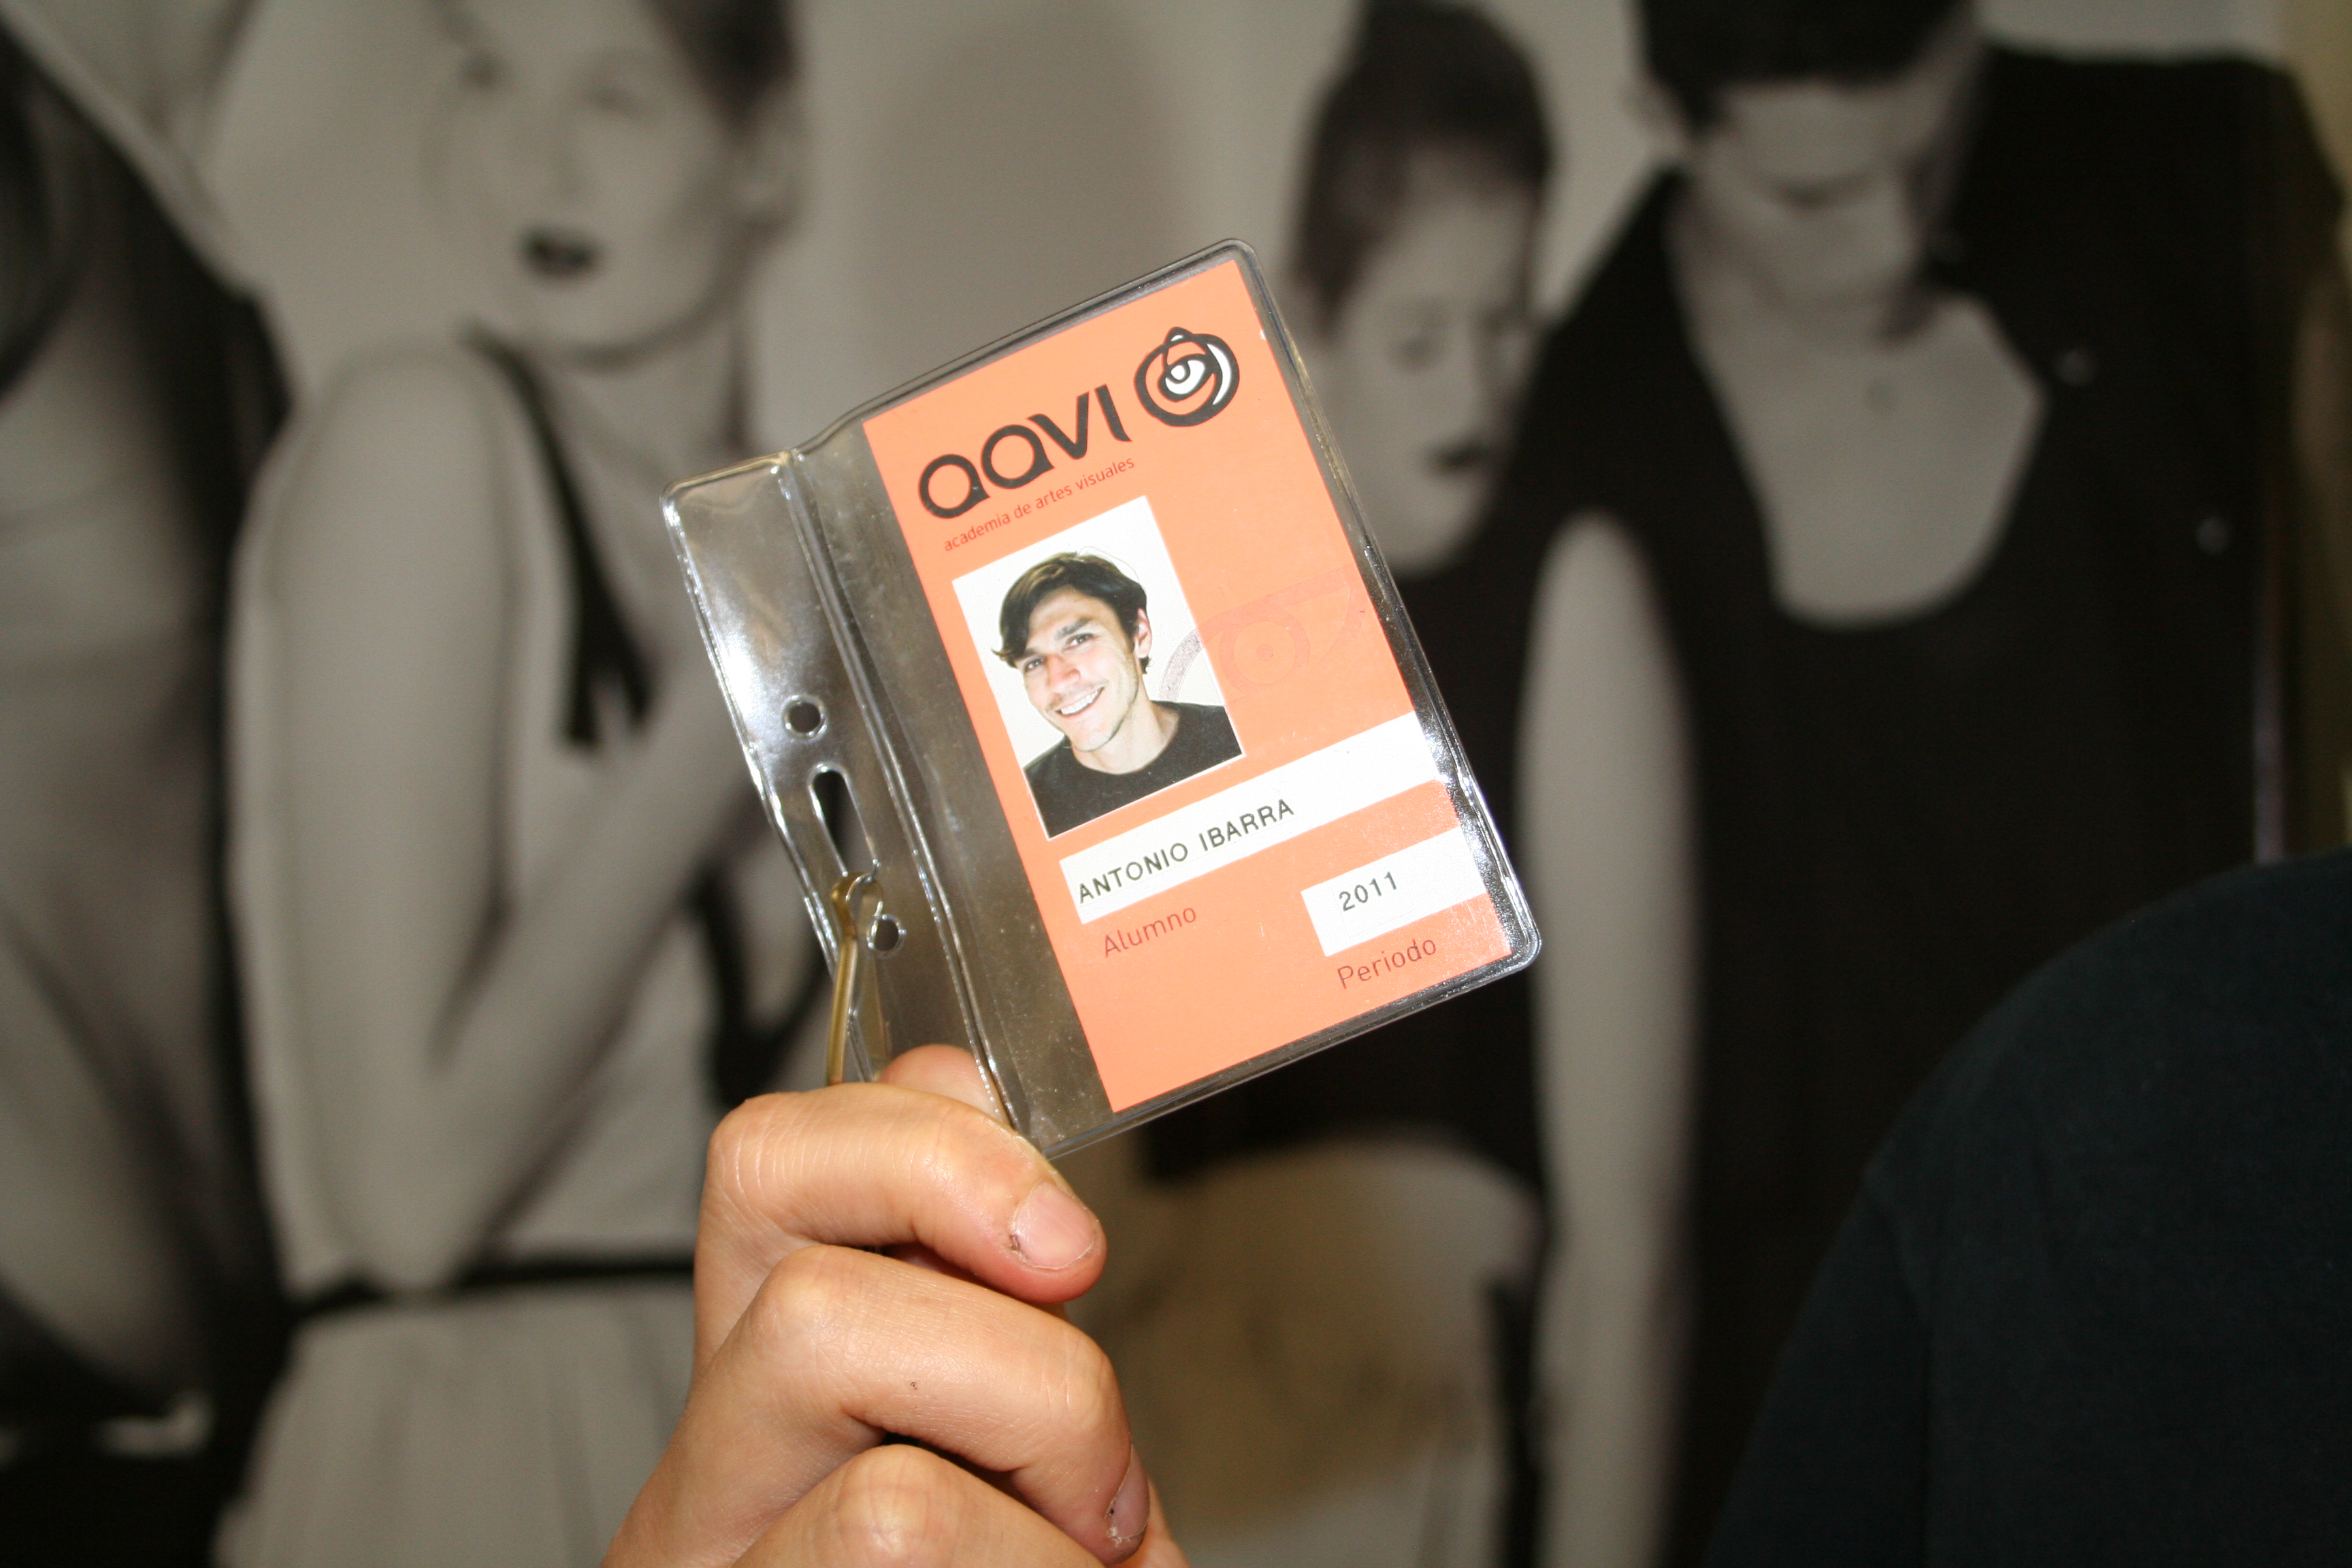 aavi
academia de artes visuales
ANTONIO IBARRA
Alumno
2011
Periodo